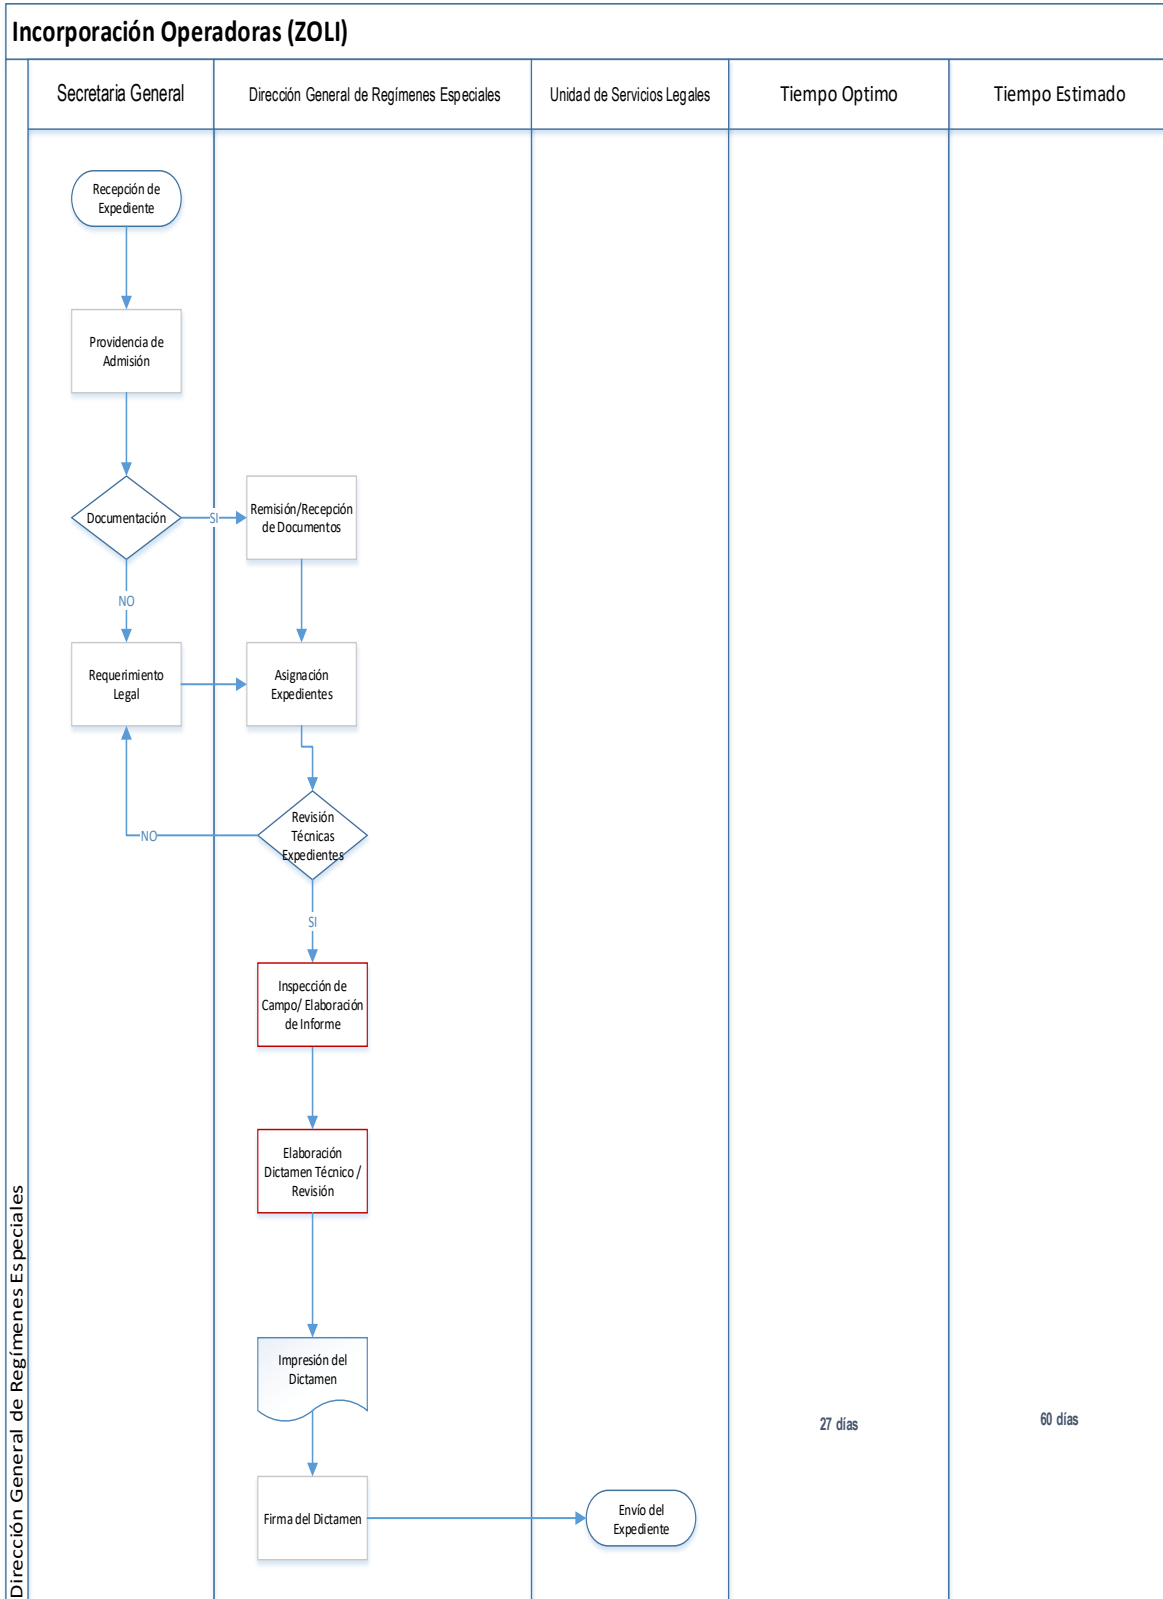 Incorporación Operadoras (ZOLI)
Secretaria General
Dirección General de Regímenes Especiales
Unidad de Servicios Legales
Tiempo Optimo
Tiempo Estimado
Dirección General de Regímenes Especiales
Recepción de
Expediente
Providencia de
Admisión
Documentación
SI
Remisión/Recepción
de Documentos
NO
Requerimiento
Legal
Asignación
Expedientes
Revisión
Técnicas
Expedientes
NO
SI
Inspección de
Campo/ Elaboración
de Informe
Elaboración
Dictamen Técnico /
Revisión
Impresión del
Dictamen
27 días
60 días
Firma del Dictamen
Envío del
Expediente